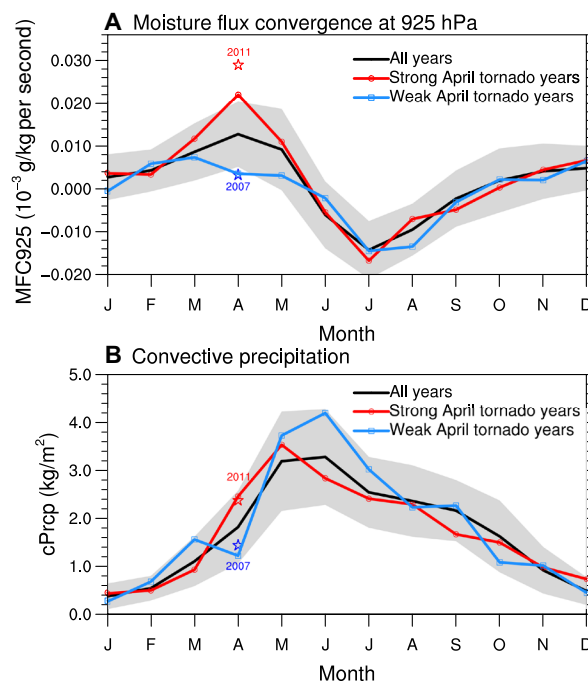 A Moisture flux convergence at 925 hPa
MFC925 (10⁻³ g/kg per second)
0.030
0.020
0.010
0.000
−0.010
−0.020
2011
2007
All years
Strong April tornado years
Weak April tornado years
J F M A M J J A S O N D
Month
B Convective precipitation
cPrcp (kg/m²)
5.0
4.0
3.0
2.0
1.0
0.0
All years
Strong April tornado years
Weak April tornado years
2011
2007
J F M A M J J A S O N D
Month